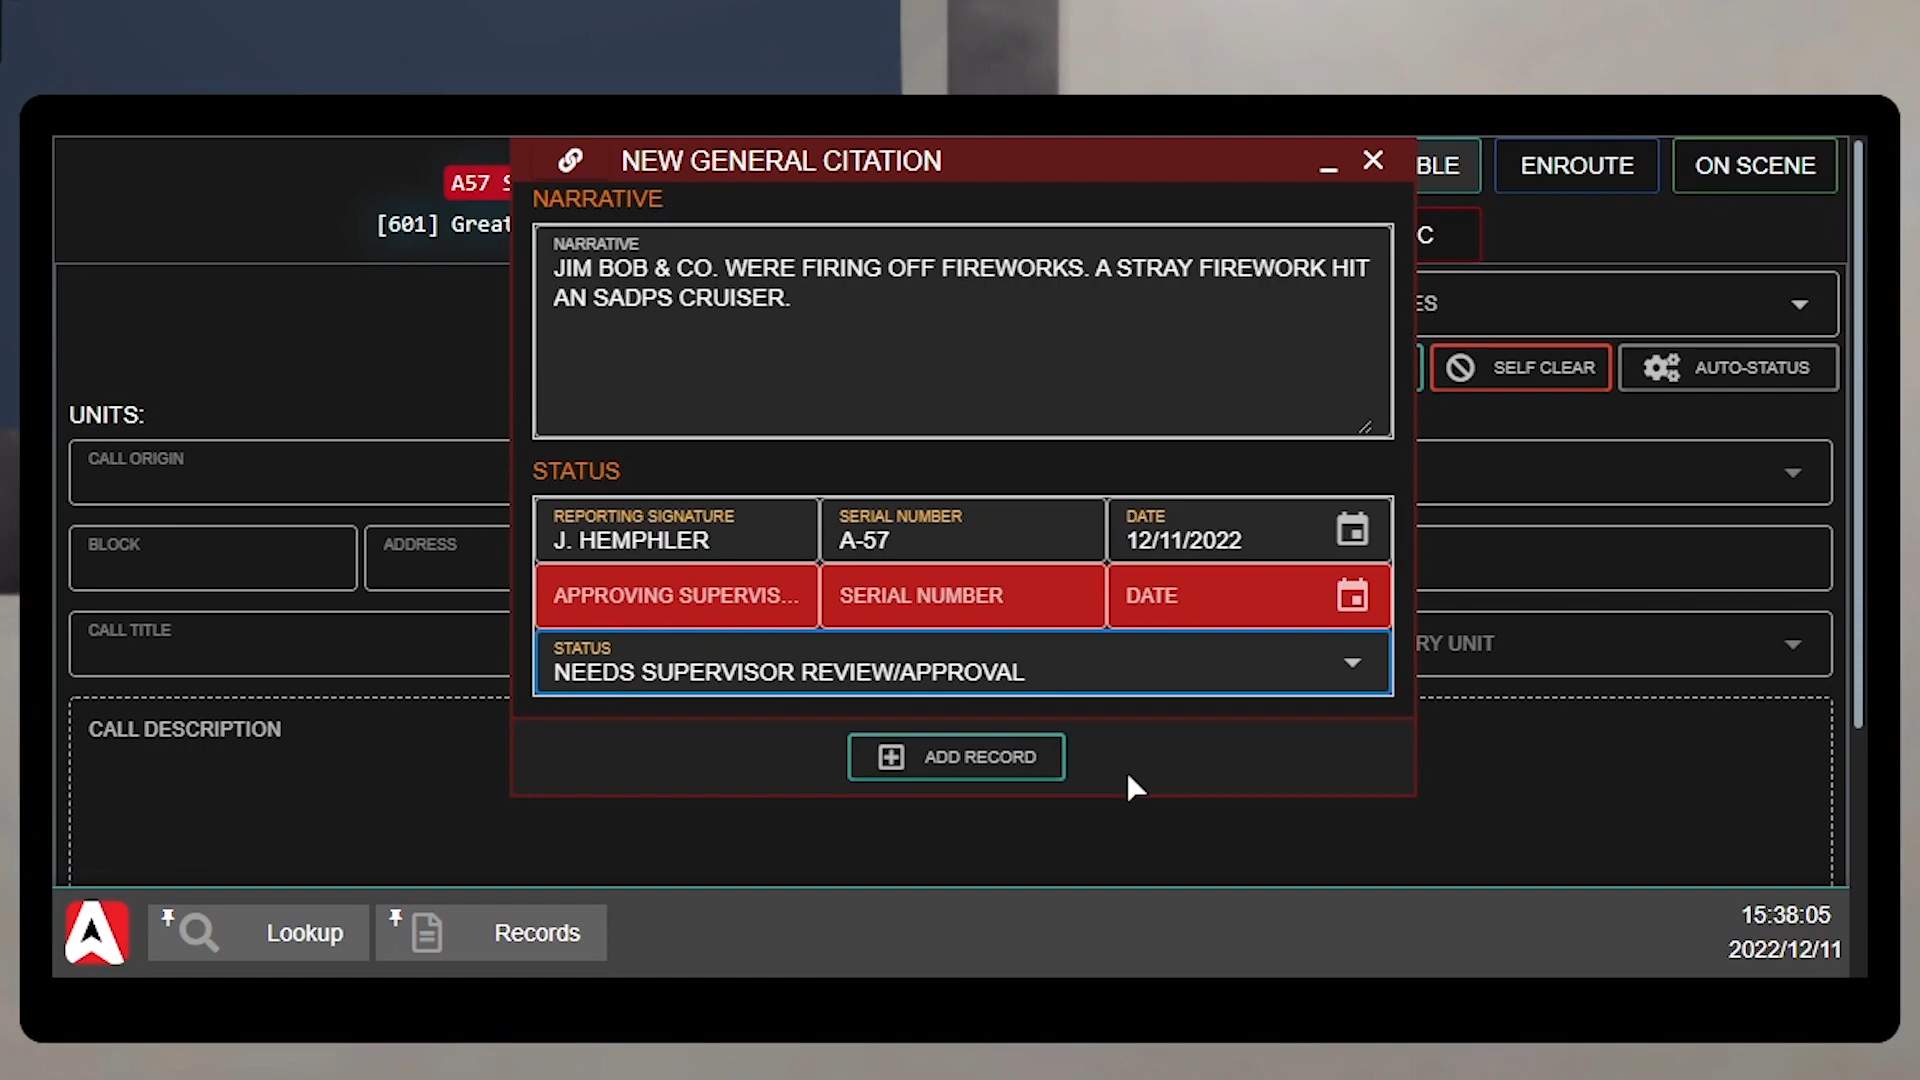 A57
[601] Great
NEW GENERAL CITATION
ENROUTE
ON SCENE
NARRATIVE
NARRATIVE
JIM BOB & CO. WERE FIRING OFF FIREWORKS. A STRAY FIREWORK HIT
AN SADPS CRUISER.
SELF CLEAR
AUTO-STATUS
UNITS:
CALL ORIGIN
BLOCK
ADDRESS
CALL TITLE
CALL DESCRIPTION
STATUS
REPORTING SIGNATURE
J. HEMPHLER
SERIAL NUMBER
A-57
DATE
12/11/2022
APPROVING SUPERVIS...
SERIAL NUMBER
DATE
STATUS
NEEDS SUPERVISOR REVIEW/APPROVAL
UNIT
ADD RECORD
Lookup
Records
15:38:05
2022/12/11